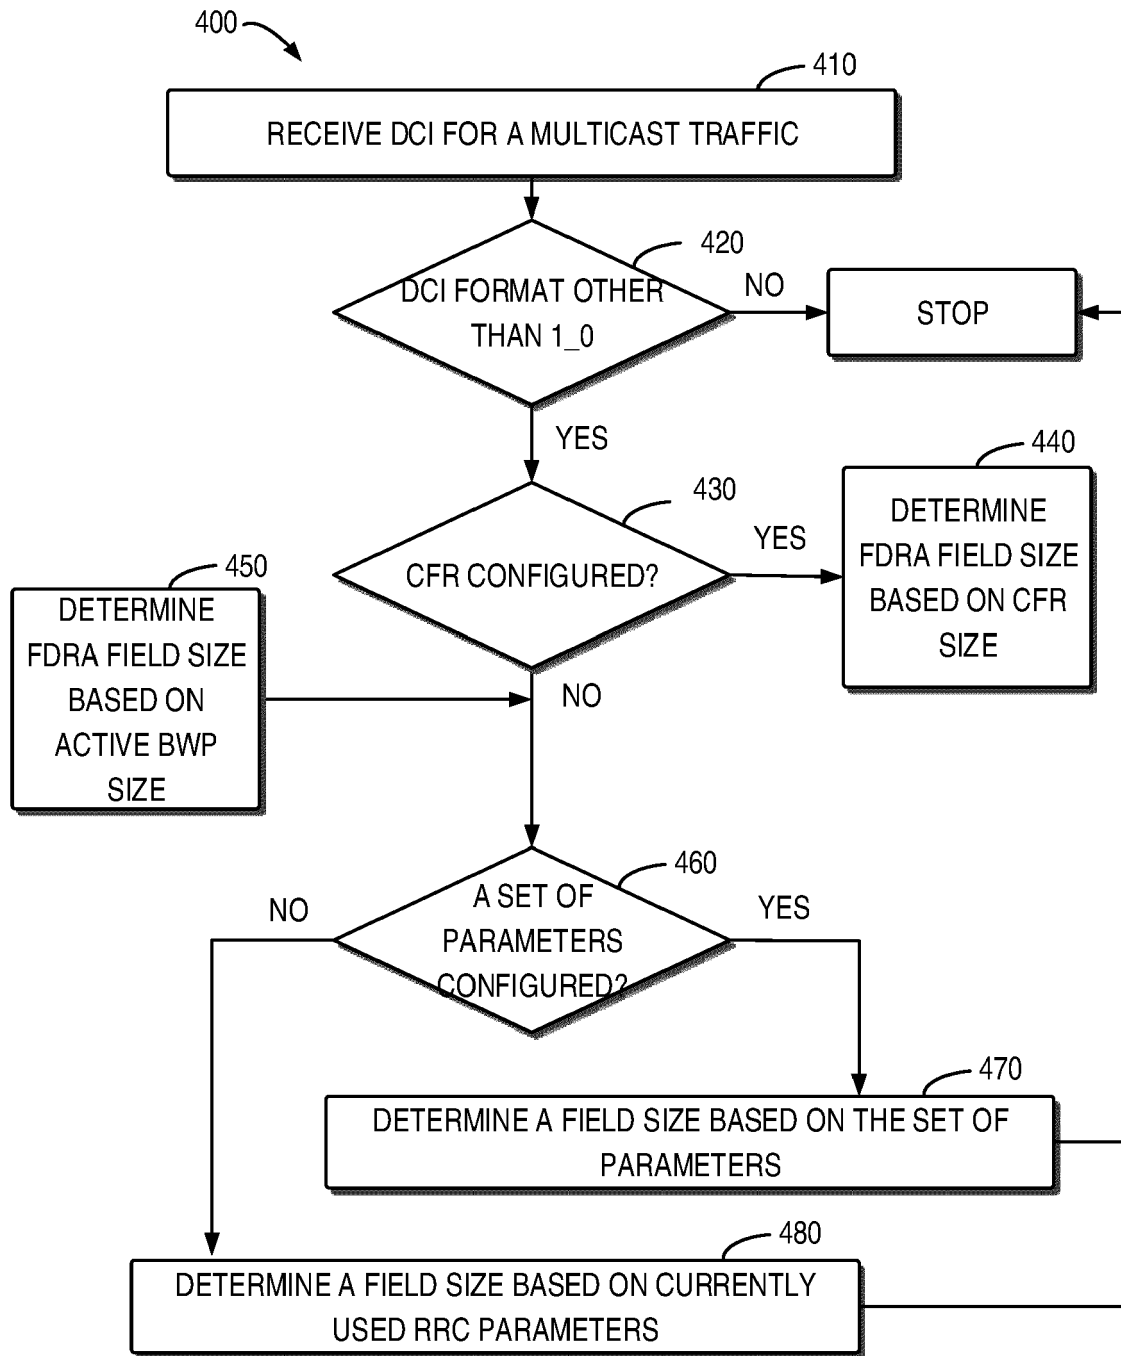 400
410
RECEIVE DCI FOR A MULTICAST TRAFFIC
420
DCI FORMAT OTHER
THAN 1_0
NO
STOP
YES
430
CFR CONFIGURED?
YES
440
DETERMINE
FDRA FIELD SIZE
BASED ON CFR
SIZE
450
DETERMINE
FDRA FIELD SIZE
BASED ON
ACTIVE BWP
SIZE
NO
460
A SET OF
PARAMETERS
CONFIGURED?
NO
YES
470
DETERMINE A FIELD SIZE BASED ON THE SET OF
PARAMETERS
480
DETERMINE A FIELD SIZE BASED ON CURRENTLY
USED RRC PARAMETERS